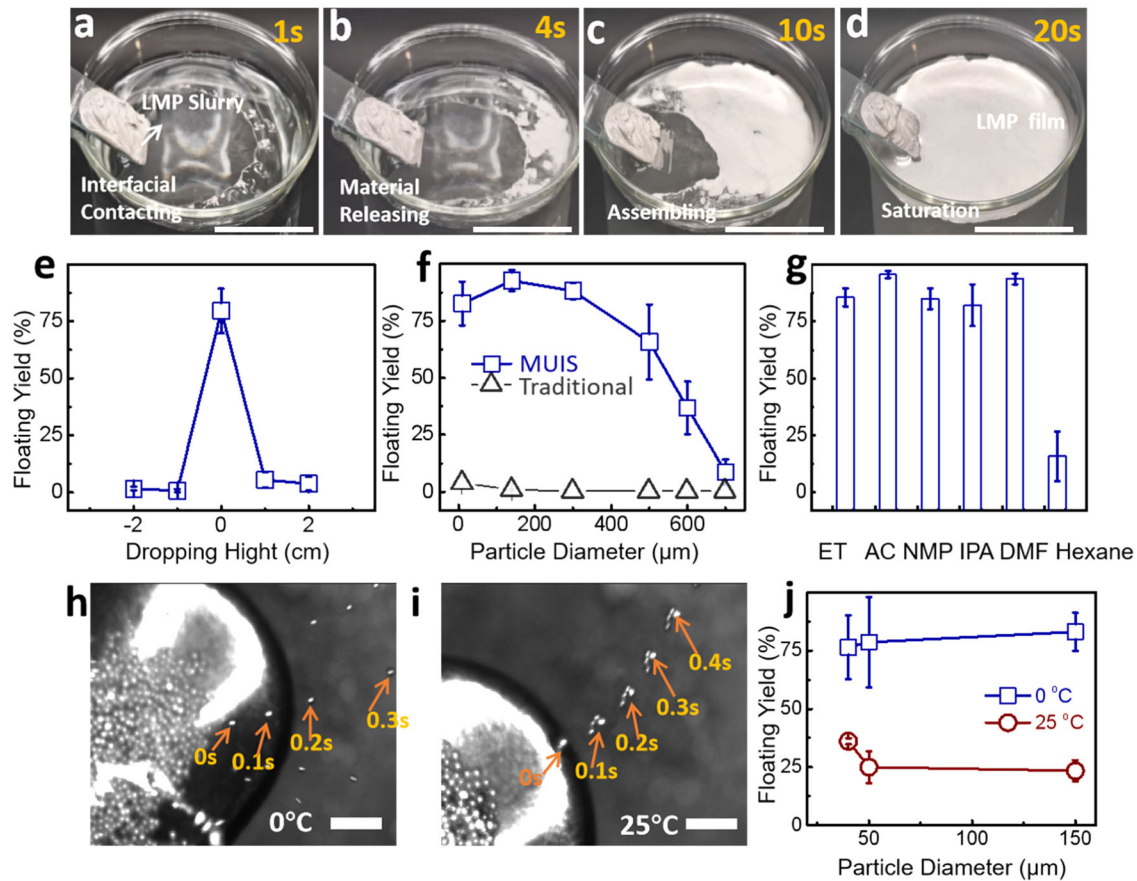 a
1s
LMP Slurry
Interfacial
Contacting
b
4s
Material
Releasing
c
10s
Assembling
d
20s
LMP film
Saturation
e
Floating Yield (%)
75
50
25
0
-2
0
2
Dropping Hight (cm)
f
Floating Yield (%)
75
50
25
0
MUIS
Traditional
0
200
400
600
Particle Diameter (μm)
g
Floating Yield (%)
75
50
25
0
ET AC NMP IPA DMF Hexane
h
0s
0.1s
0.2s
0.3s
0°C
i
0s
0.1s
0.2s
0.3s
0.4s
25°C
j
Floating Yield (%)
75
50
25
0
0 °C
25 °C
50
100
150
Particle Diameter (μm)